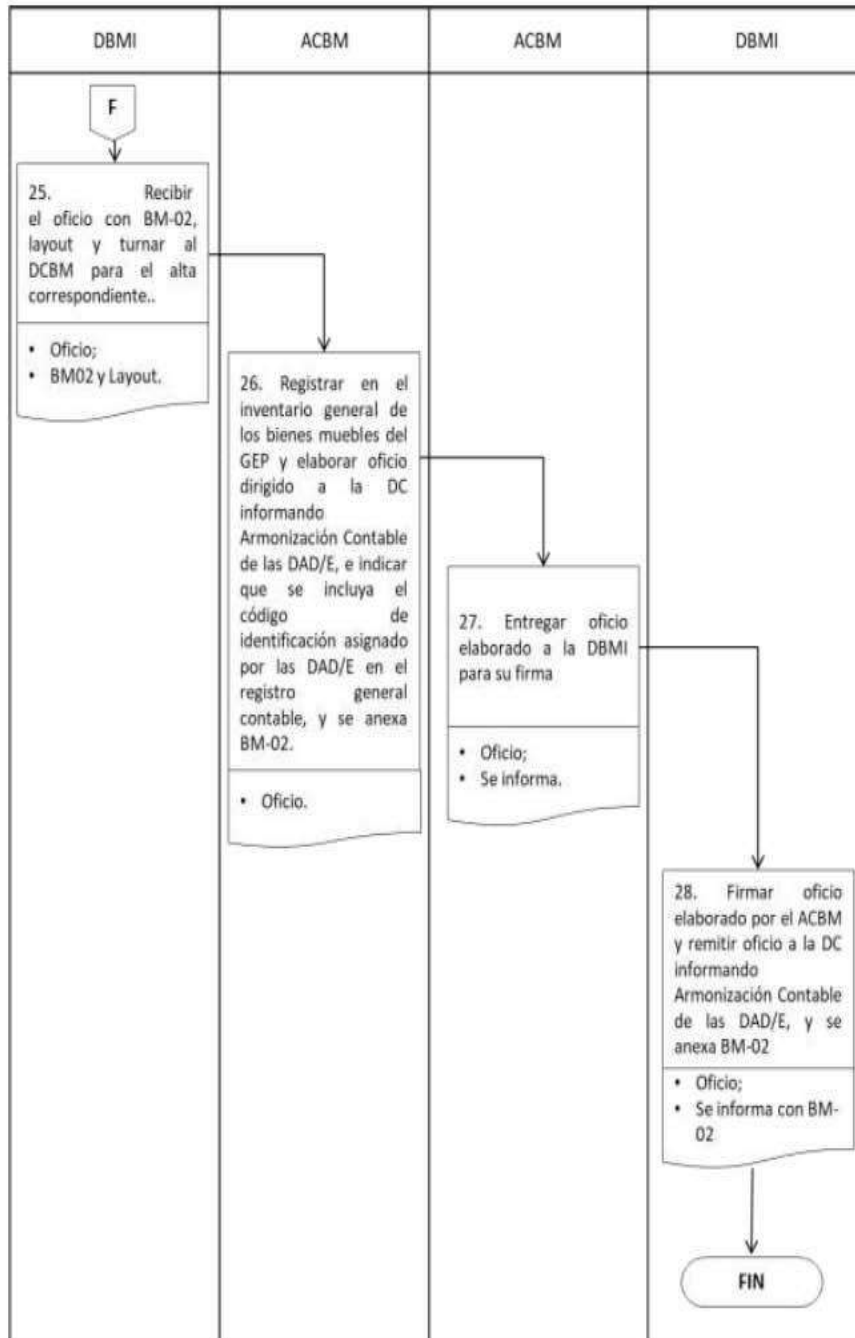 DBMI
ACBM
ACBM
DBMI
F
25. Recibir
el oficio con BM-02,
layout y turnar al
DCBM para el alta
correspondiente..
• Oficio;
• BM02 y Layout.
26. Registrar en el
inventario general de
los bienes muebles del
GEP y elaborar oficio
dirigido a la DC
informando
Armonización Contable
de las DAD/E, e indicar
que se incluya el
código de
identificación asignado
por las DAD/E en el
registro general
contable, y se anexa
BM-02.
• Oficio.
27. Entregar oficio
elaborado a la DBMI
para su firma
• Oficio;
• Se informa.
28. Firmar oficio
elaborado por el ACBM
y remitir oficio a la DC
informando
Armonización Contable
de las DAD/E, y se
anexa BM-02
• Oficio;
• Se informa con BM-
02
FIN